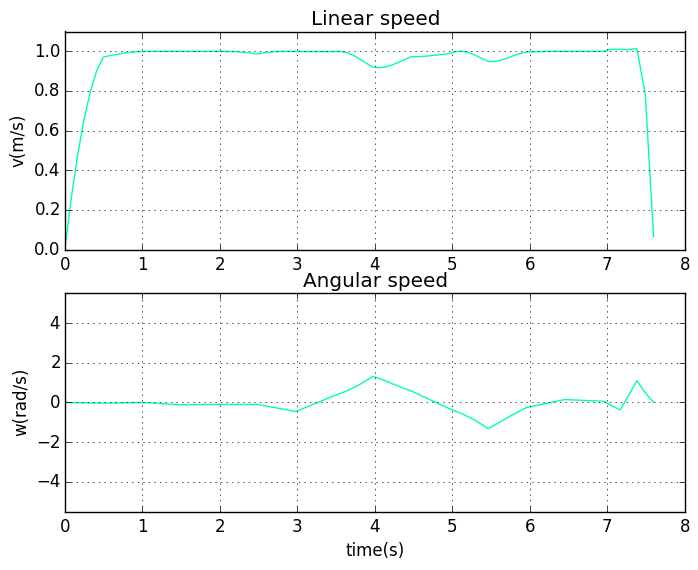 Linear speed
v(m/s)
1.0
0.8
0.6
0.4
0.2
0.0
0 1 2 3 4 5 6 7 8
Angular speed
w(rad/s)
4
2
0
−2
−4
0 1 2 3 4 5 6 7 8
time(s)